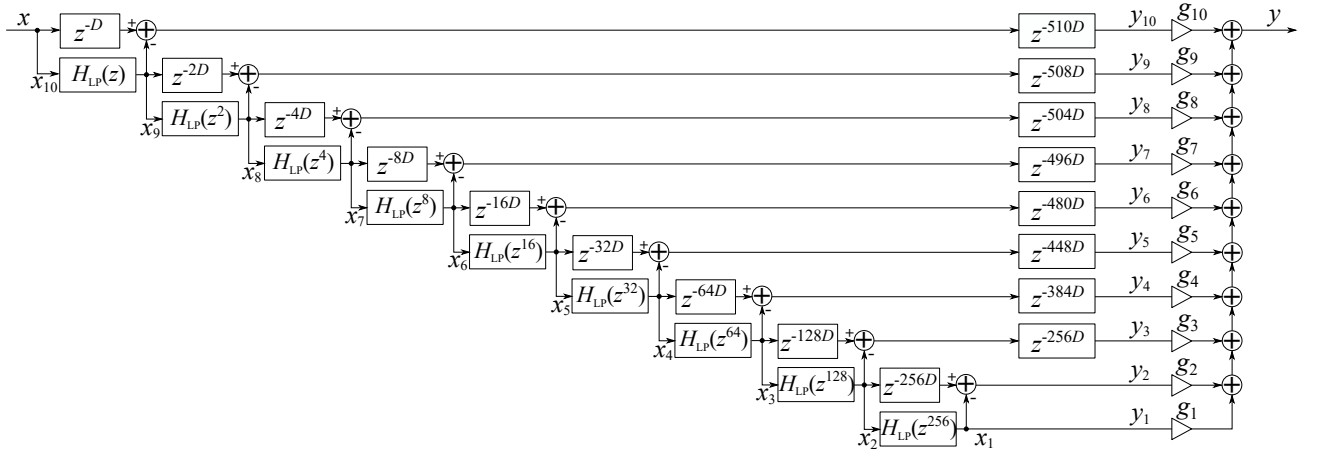 x z^-D + - z^-510D y10 g10 y
x10 H_LP(z) z^-2D + - z^-508D y9 g9
x9 H_LP(z^2) z^-4D + - z^-504D y8 g8
x8 H_LP(z^4) z^-8D + - z^-496D y7 g7
x7 H_LP(z^8) z^-16D + - z^-480D y6 g6
x6 H_LP(z^16) z^-32D + - z^-448D y5 g5
x5 H_LP(z^32) z^-64D + - z^-384D y4 g4
x4 H_LP(z^64) z^-128D + - z^-256D y3 g3
x3 H_LP(z^128) z^-256D + - y2 g2
x2 H_LP(z^256) x1 y1 g1